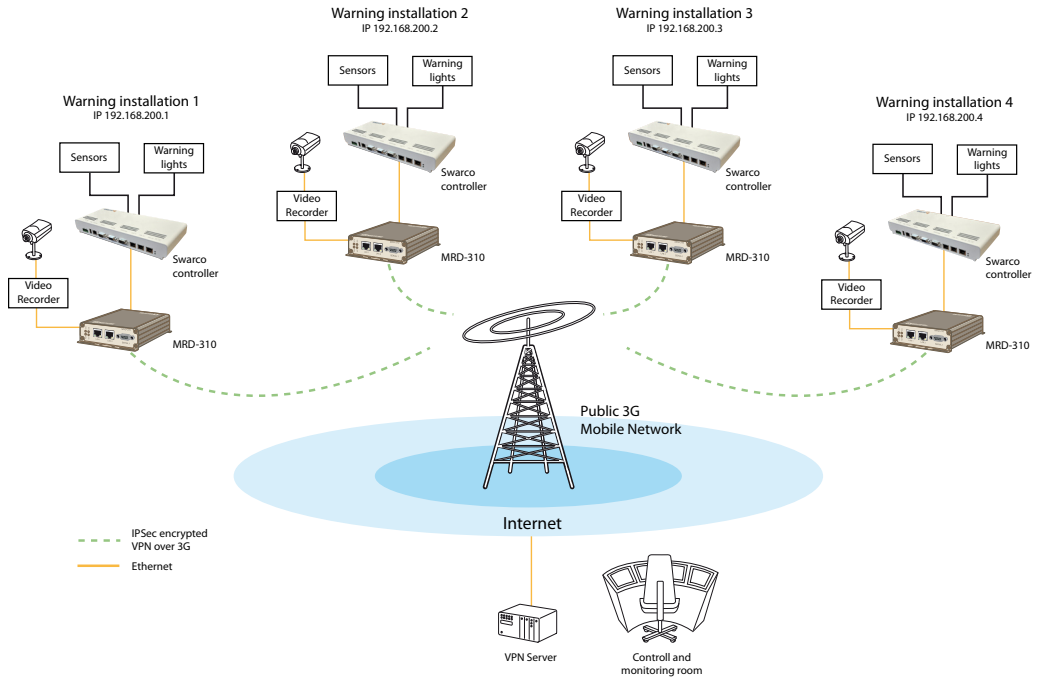 Warning installation 1
IP 192.168.200.1
Sensors
Warning
lights
Swarco
controller
Video
Recorder
MRD-310
Warning installation 2
IP 192.168.200.2
Sensors
Warning
lights
Swarco
controller
Video
Recorder
MRD-310
Warning installation 3
IP 192.168.200.3
Sensors
Warning
lights
Swarco
controller
Video
Recorder
MRD-310
Warning installation 4
IP 192.168.200.4
Sensors
Warning
lights
Swarco
controller
Video
Recorder
MRD-310
Public 3G
Mobile Network
Internet
IPSec encrypted
VPN over 3G
Ethernet
VPN Server
Controll and
monitoring room